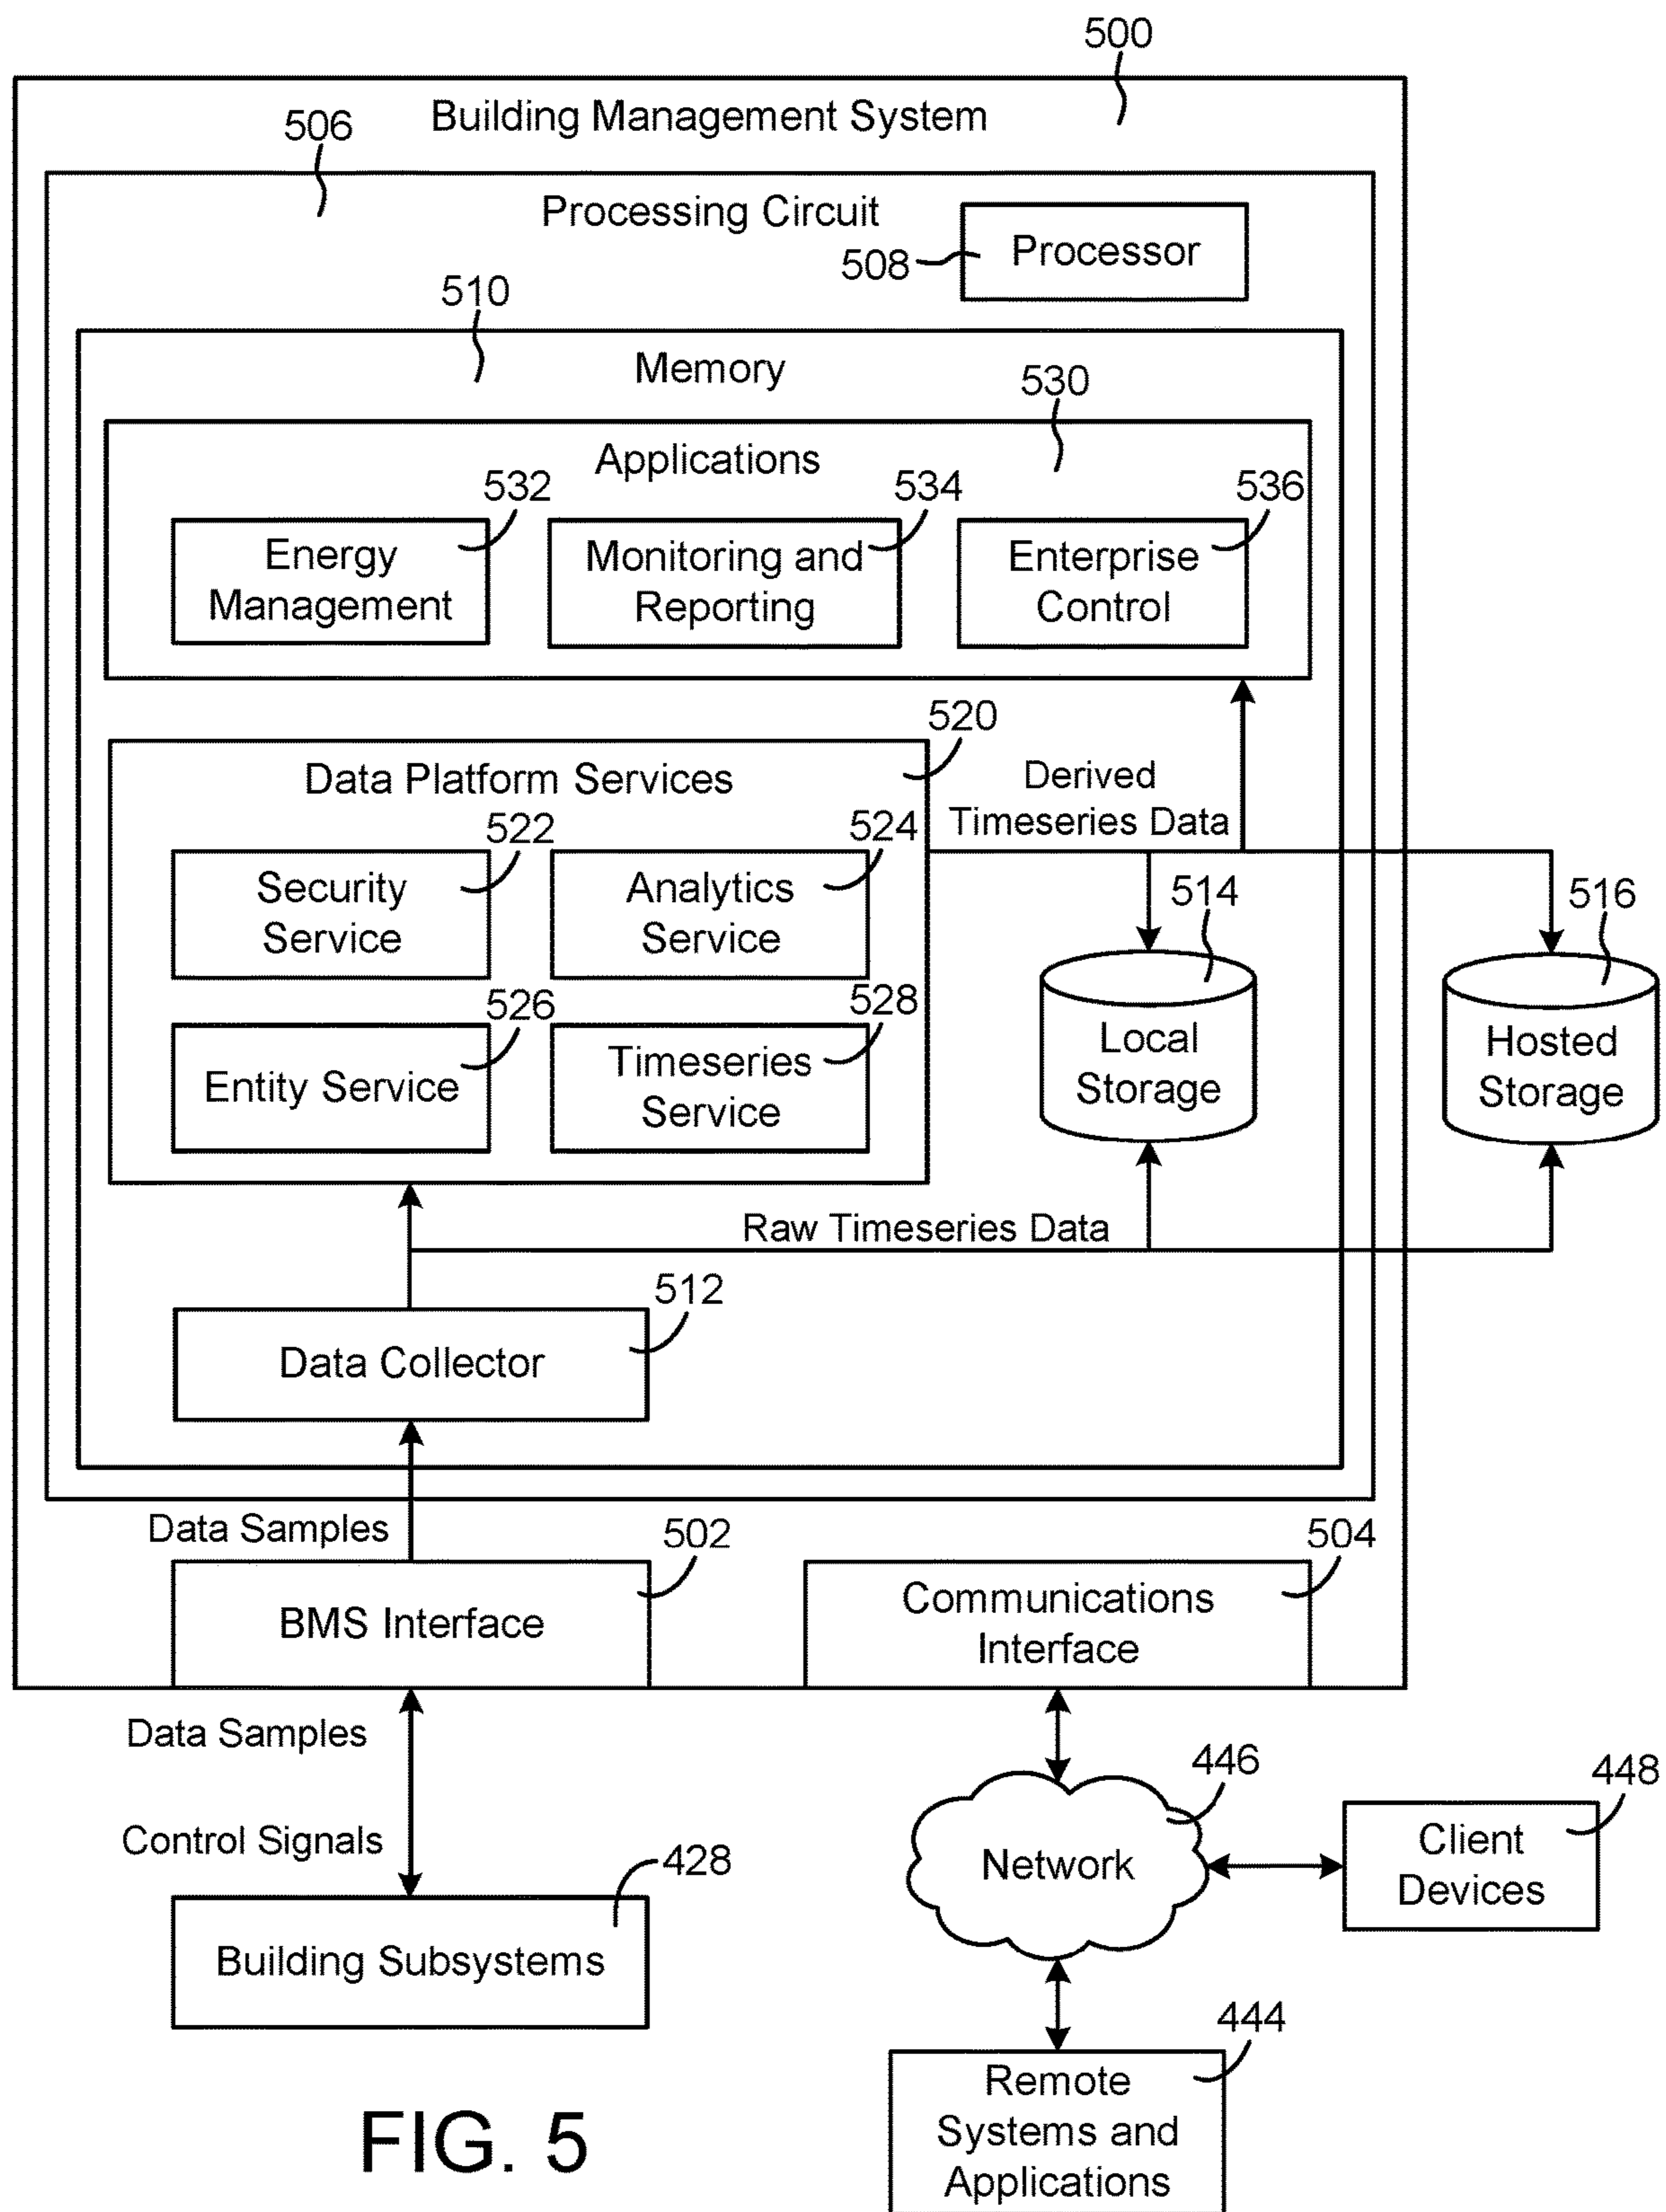 500
Building Management System
506
Processing Circuit
Processor
508
510
Memory
530
Applications
532
534
536
Energy
Management
Monitoring and
Reporting
Enterprise
Control
520
Data Platform Services
Derived
Timeseries Data
522
524
Security
Service
Analytics
Service
514
516
526
528
Entity Service
Timeseries
Service
Local
Storage
Hosted
Storage
Raw Timeseries Data
512
Data Collector
Data Samples
502
504
BMS Interface
Communications
Interface
Data Samples
446
448
Control Signals
428
Network
Client
Devices
Building Subsystems
444
Remote
Systems and
Applications
FIG. 5